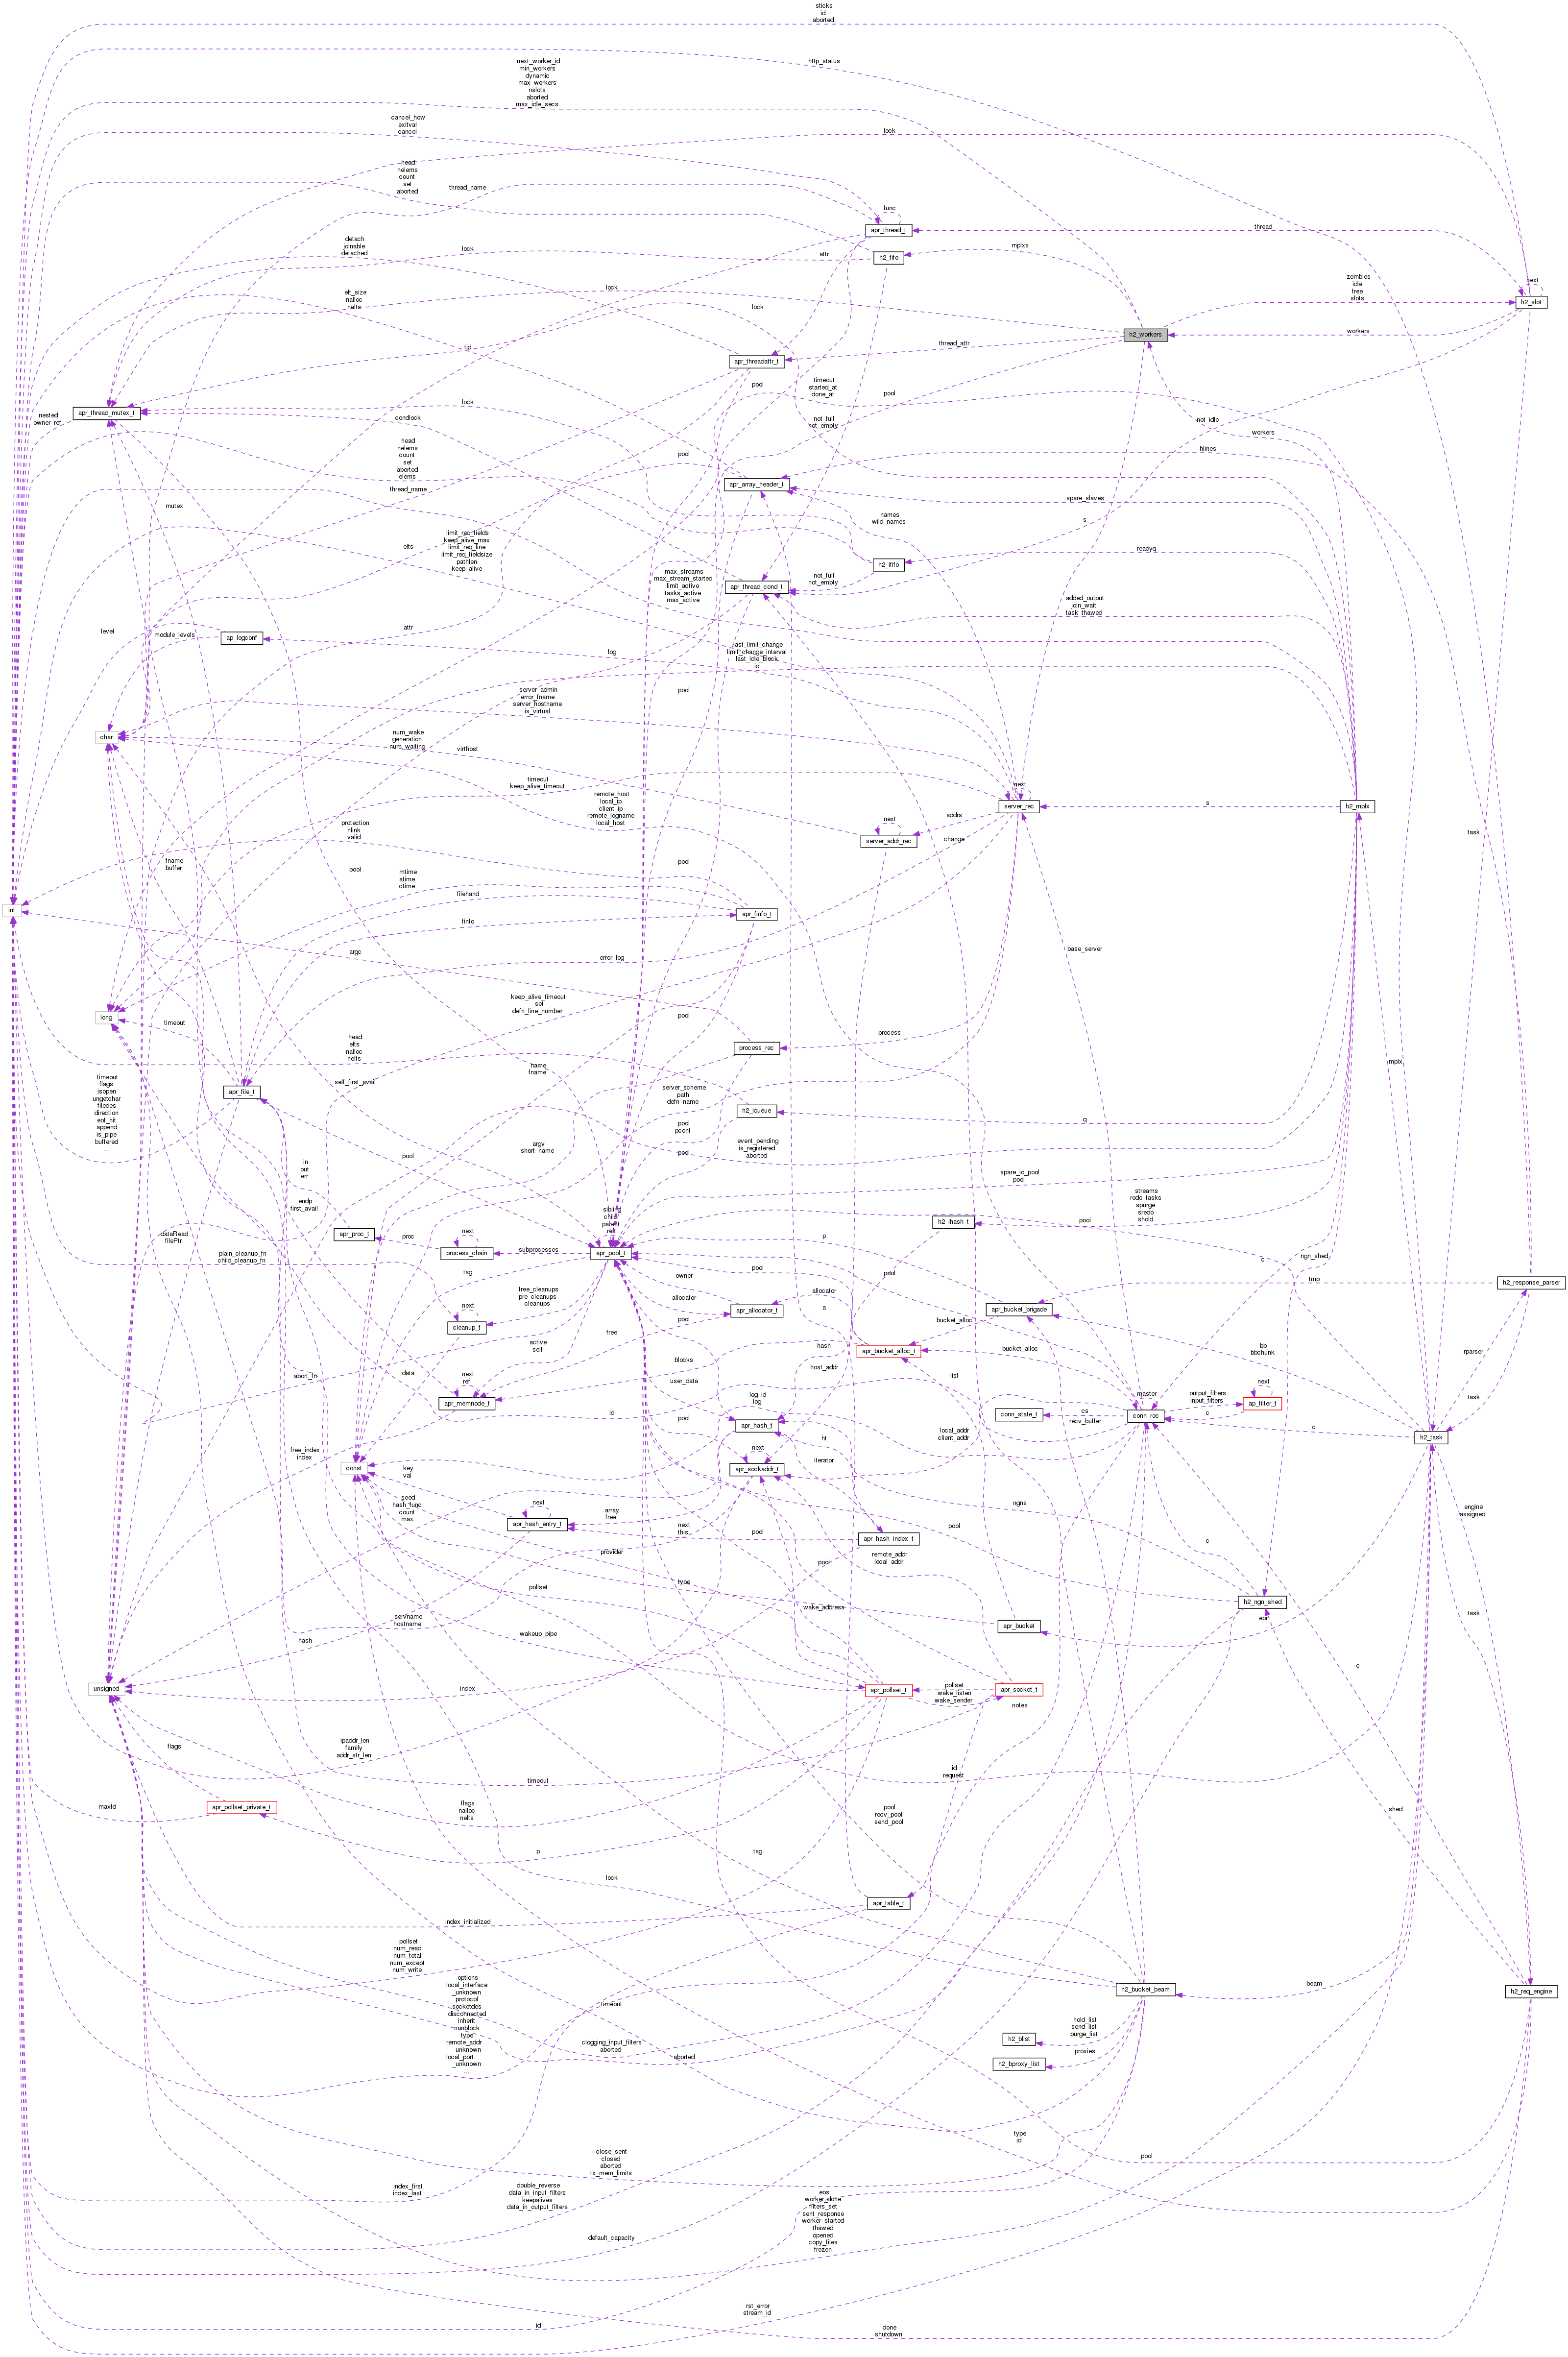 sticks
id
aborted
http_status
next_worker_id
min_workers
dynamic
max_workers
nslots
aborted
max_idle_secs
cancel_how
exitval
cancel
lock
head
nelems
count
set
aborted
thread_name
func
apr_thread_t
thread
detach
joinable
detached
lock
attr
h2_fifo
mplxs
zombies
idle
free
slots
next
h2_slot
elt_size
nalloc
nelts
lock
lock
h2_workers
workers
tid
apr_threadattr_t
thread_attr
nested
owner_ref
apr_thread_mutex_t
lock
condlock
pool
timeout
started_at
done_at
pool
not_full
not_empty
not_idle
workers
head
nelems
count
set
aborted
elems
pool
hlines
thread_name
apr_array_header_t
spare_slaves
mutex
limit_req_fields
keep_alive_max
limit_req_line
limit_req_fieldsize
pathlen
keep_alive
elts
names
wild_names
s
readyq
h2_ififo
max_streams
max_stream_started
limit_active
tasks_active
max_active
apr_thread_cond_t
not_full
not_empty
added_output
join_wait
task_thawed
task
level
module_levels
ap_logconf
attr
log
last_limit_change
limit_change_interval
last_idle_block
id
server_admin
error_fname
server_hostname
is_virtual
pool
char
num_wake
generation
num_waiting
virthost
timeout
keep_alive_timeout
next
server_rec
s
h2_mplx
remote_host
local_ip
client_ip
remote_logname
local_host
next
server_addr_rec
addrs
change
protection
nlink
valid
fname
buffer
pool
pool
mtime
atime
ctime
filehand
int
finfo
apr_finfo_t
argc
error_log
base_server
long
timeout
keep_alive_timeout
_set
defn_line_number
pool
process
head
elts
nalloc
nelts
process_rec
mplx
timeout
flags
isopen
ungetchar
filedes
direction
eof_hit
append
is_pipe
buffered
...
apr_file_t
self_first_avail
name
fname
server_scheme
path
defn_name
h2_iqueue
q
pool
pconf
argv
short_name
pool
event_pending
is_registered
aborted
pool
in
out
err
spare_io_pool
pool
streams
redo_tasks
spurge
sredo
shold
endp
first_avail
sibling
child
parent
ref
h2_ihash_t
pool
dataRead
filePtr
apr_proc_t
proc
next
process_chain
subprocesses
apr_pool_t
p
plain_cleanup_fn
child_cleanup_fn
tag
pool
owner
pool
c
ngn_shed
h2_response_parser
tmp
free_cleanups
pre_cleanups
cleanups
allocator
allocator
next
cleanup_t
apr_allocator_t
a
apr_bucket_brigade
pool
free
bucket_alloc
bb
bbchunk
active
self
hash
apr_bucket_alloc_t
bucket_alloc
rparser
abort_fn
data
blocks
host_addr
list
next
ref
user_data
apr_memnode_t
master
output_filters
input_filters
next
ap_filter_t
task
id
log_id
log
conn_state_t
cs
conn_rec
c
recv_buffer
apr_hash_t
pool
local_addr
client_addr
c
h2_task
free_index
index
ht
const
key
val
next
apr_sockaddr_t
iterator
seed
hash_func
count
max
next
apr_hash_entry_t
array
free
ngns
engine
assigned
next
this
pool
apr_hash_index_t
pool
provider
pool
remote_addr
local_addr
c
pollset
type
h2_ngn_shed
servname
hostname
wake_address
apr_bucket
eor
task
hash
wakeup_pipe
c
unsigned
index
apr_pollset_t
pollset
wake_listen
wake_sender
apr_socket_t
notes
flags
ipaddr_len
family
addr_str_len
timeout
id
request
maxfd
apr_pollset_private_t
flags
nalloc
nelts
pool
recv_pool
send_pool
shed
p
tag
lock
apr_table_t
index_initialized
pollset
num_read
num_total
num_except
num_write
beam
h2_bucket_beam
h2_req_engine
options
local_interface
_unknown
protocol
socketdes
disconnected
inherit
nonblock
type
remote_addr
_unknown
local_port
_unknown
...
timeout
hold_list
send_list
purge_list
h2_blist
clogging_input_filters
aborted
aborted
proxies
h2_bproxy_list
type
id
pool
close_sent
closed
aborted
tx_mem_limits
index_first
index_last
double_reverse
data_in_input_filters
keepalives
data_in_output_filters
eos
worker_done
filters_set
sent_response
worker_started
thawed
opened
copy_files
frozen
default_capacity
id
done
shutdown
rst_error
stream_id